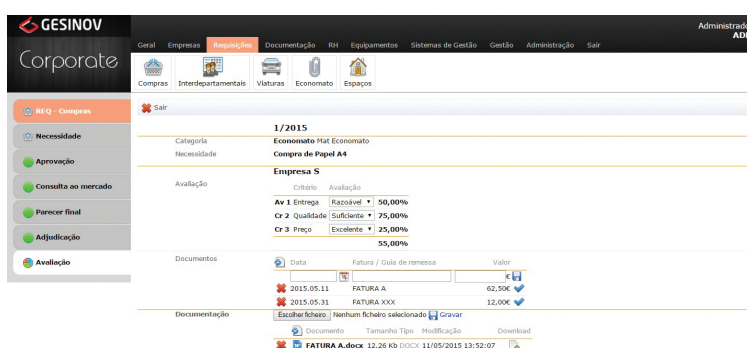 GESINOV
Administrado
AD
Corporate
Geral Empresas Requisições Documentação RH Equipamentos Sistemas de Gestão Gestão Administração Sair
Compras Interdepartamentais Viaturas Economato Espaços
REQ - Compras
Sair
Necessidade
Aprovação
Consulta ao mercado
Parecer final
Adjudicação
Avaliação
1/2015
Categoria Economato Mat Economato
Necessidade Compra de Papel A4
Empresa S
Avaliação Critério Avaliação
Av 1 Entrega Razoável 50,00%
Cr 2 Qualidade Suficiente 75,00%
Cr 3 Preço Excelente 25,00%
55,00%
Documentos Data Fatura / Guia de remessa Valor
€
2015.05.11 FATURA A 62,50€
2015.05.31 FATURA XXX 12,00€
Documentação Escolher ficheiro Nenhum ficheiro selecionado Gravar
Documento Tamanho Tipo Modificação Download
FATURA A.docx 12.26 Kb DOCX 11/05/2015 13:52:07